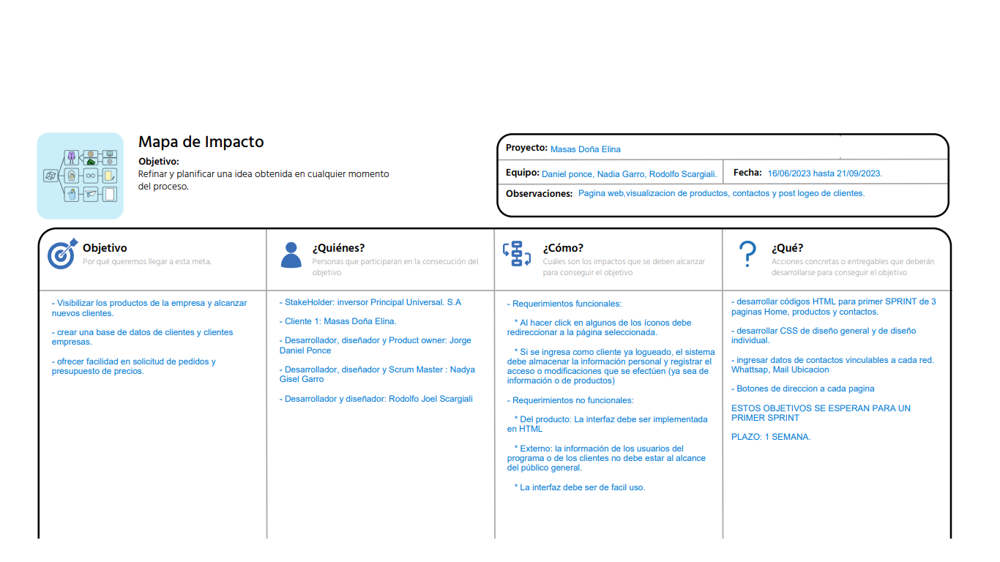 Mapa de Impacto
Objetivo:
Refinar y planificar una idea obtenida en cualquier momento
del proceso.
Proyecto: Masas Doña Elina
Equipo: Daniel ponce, Nadia Garro, Rodolfo Scargiali.
Fecha: 16/06/2023 hasta 21/09/2023.
Observaciones: Pagina web,visualizacion de productos, contactos y post logeo de clientes.
Objetivo
Por qué queremos llegar a esta meta.
- Visibilizar los productos de la empresa y alcanzar
nuevos clientes.
- crear una base de datos de clientes y clientes
empresas.
- ofrecer facilidad en solicitud de pedidos y
presupuesto de precios.
¿Quiénes?
Personas que participaran en la consecución del
objetivo
- StakeHolder: inversor Principal Universal. S.A
- Cliente 1: Masas Doña Elina.
- Desarrollador, diseñador y Product owner: Jorge
Daniel Ponce
- Desarrollador, diseñador y Scrum Master : Nadya
Gisel Garro
- Desarrollador y diseñador: Rodolfo Joel Scargiali
¿Cómo?
Cuáles son los impactos que se deben alcanzar
para conseguir el objetivo
- Requerimientos funcionales:
* Al hacer click en algunos de los íconos debe
redireccionar a la página seleccionada.
* Si se ingresa como cliente ya logueado, el sistema
debe almacenar la información personal y registrar el
acceso o modificaciones que se efectúen (ya sea de
información o de productos)
- Requerimientos no funcionales:
* Del producto: La interfaz debe ser implementada
en HTML
* Externo: la información de los usuarios del
programa o de los clientes no debe estar al alcance
del público general.
* La interfaz debe ser de facil uso.
¿Qué?
Acciones concretas o entregables que deberán
desarrollarse para conseguir el objetivo
- desarrollar códigos HTML para primer SPRINT de 3
paginas Home, productos y contactos.
- desarrollar CSS de diseño general y de diseño
individual.
- ingresar datos de contactos vinculables a cada red.
Whattsap, Mail Ubicacion
- Botones de direccion a cada pagina
ESTOS OBJETIVOS SE ESPERAN PARA UN
PRIMER SPRINT
PLAZO: 1 SEMANA.